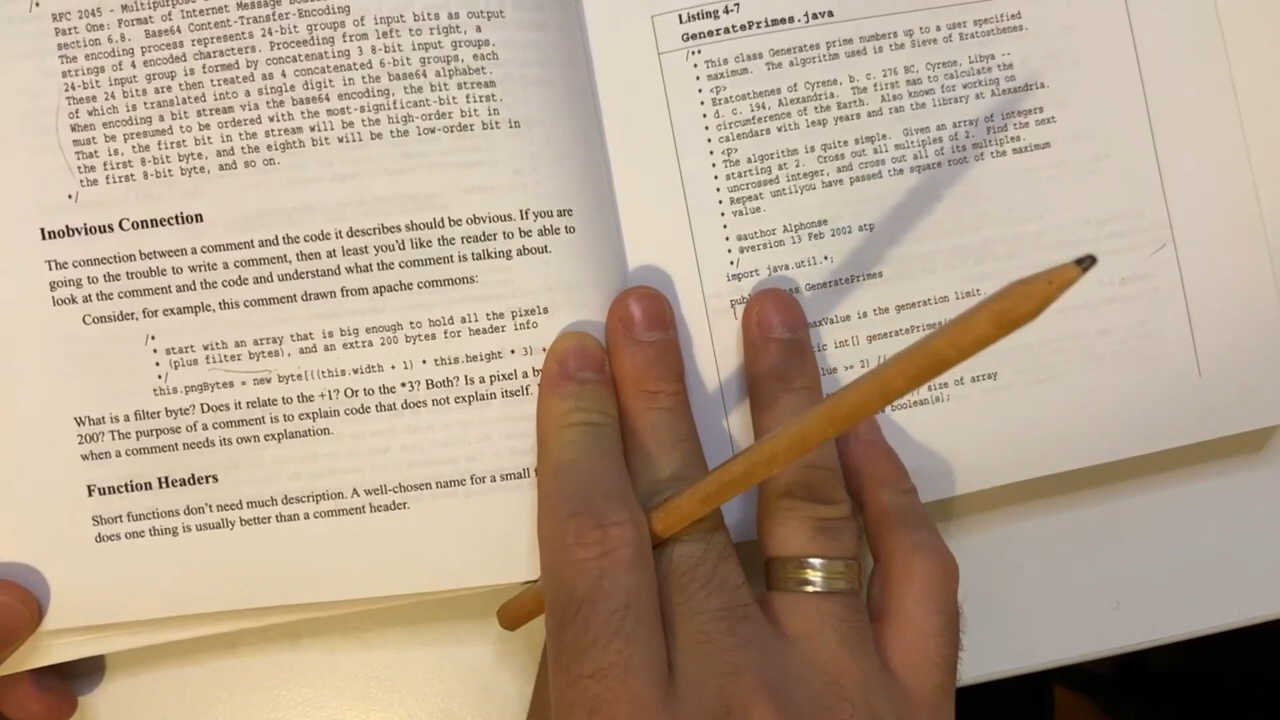 /*
RFC 2045 - Multipurpose
Part One: Format of Internet Message
section 6.8. Base64 Content-Transfer-Encoding
The encoding process represents 24-bit groups of input bits as output
strings of 4 encoded characters. Proceeding from left to right, a
24-bit input group is formed by concatenating 3 8-bit input groups.
These 24 bits are then treated as 4 concatenated 6-bit groups, each
of which is translated into a single digit in the base64 alphabet.
When encoding a bit stream via the base64 encoding, the bit stream
must be presumed to be ordered with the most-significant-bit first.
That is, the first bit in the stream will be the high-order bit in
the first 8-bit byte, and the eighth bit will be the low-order bit in
the first 8-bit byte, and so on.
*/
Inobvious Connection
The connection between a comment and the code it describes should be obvious. If you are
going to the trouble to write a comment, then at least you'd like the reader to be able to
look at the comment and the code and understand what the comment is talking about.
Consider, for example, this comment drawn from apache commons:
/*
* start with an array that is big enough to hold all the pixels
* (plus filter bytes), and an extra 200 bytes for header info
*/
this.pngBytes = new byte[((this.width + 1) * this.height * 3) +
What is a filter byte? Does it relate to the +1? Or to the *3? Both? Is a pixel a
200? The purpose of a comment is to explain code that does not explain itself.
when a comment needs its own explanation.
Function Headers
Short functions don't need much description. A well-chosen name for a small
does one thing is usually better than a comment header.
Listing 4-7
GeneratePrimes.java
/**
* This class Generates prime numbers up to a user specified
* maximum. The algorithm used is the Sieve of Eratosthenes.
* <p>
* Eratosthenes of Cyrene, b. c. 276 BC, Cyrene, Libya --
* d. c. 194, Alexandria. The first man to calculate the
* circumference of the Earth. Also known for working on
* calendars with leap years and ran the library at Alexandria.
* <p>
* The algorithm is quite simple. Given an array of integers
* starting at 2. Cross out all multiples of 2. Find the next
* uncrossed integer, and cross out all of its multiples.
* Repeat untilyou have passed the square root of the maximum
* value.
*
* @author Alphonse
* @version 13 Feb 2002 atp
*/
import java.util.*;
GeneratePrimes
{
maxValue is the generation limit.
int[] generatePrimes
>= 2) /
// size of array
boolean[s];